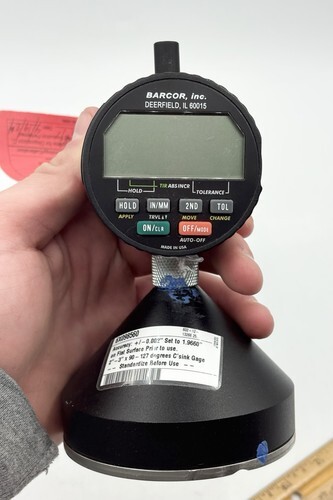 BARCOR, inc.
DEERFIELD, IL 60015
TIR ABS INCR
HOLD TOLERANCE
HOLD IN/MM 2ND TOL
APPLY TRVL MOVE CHANGE
ON/CLR OFF/MODE
AUTO-OFF
MADE IN USA
Accuracy: +/- 0.002" Set to 1.9660"
on Flat Surface Prior to use.
2" - 3" x 90 - 127 degrees C'sink Gage
-- Standardize Before Use --